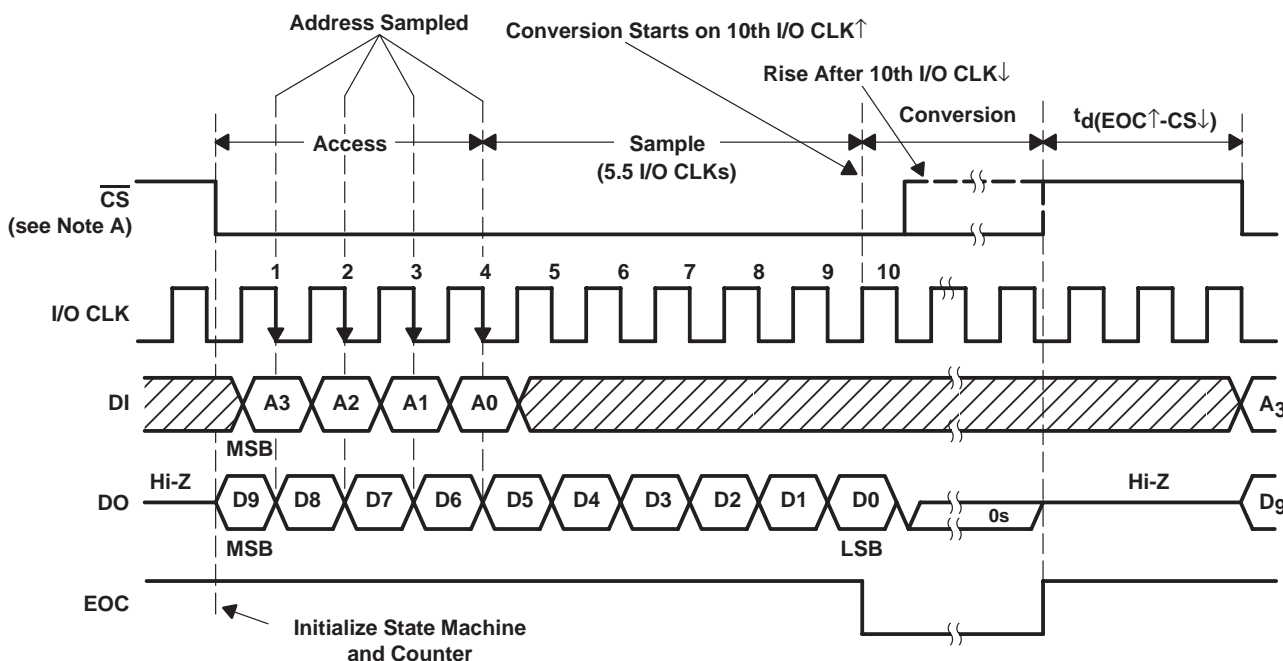 Address Sampled
Conversion Starts on 10th I/O CLK↑
Rise After 10th I/O CLK↓
Access
Sample
(5.5 I/O CLKs)
Conversion
td(EOC↑-CS↓)
CS
(see Note A)
1 2 3 4 5 6 7 8 9 10
I/O CLK
DI
A3 A2 A1 A0 A3
MSB
Hi-Z
DO
D9 D8 D7 D6 D5 D4 D3 D2 D1 D0 0s Hi-Z D9
MSB LSB
EOC
Initialize State Machine
and Counter